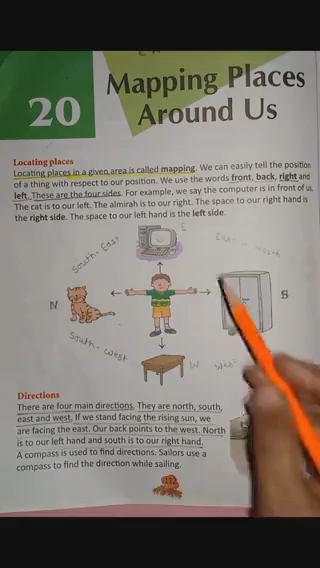 20
Mapping Places
Around Us
Locating places
Locating places in a given area is called mapping. We can easily tell the position
of a thing with respect to our position. We use the words front, back, right and
left. These are the four sides. For example, we say the computer is in front of us.
The cat is to our left. The almirah is to our right. The space to our right hand is
the right side. The space to our left hand is the left side.
E
South-East
East - North
N
S
South-West
W
West
Directions
There are four main directions. They are north, south,
east and west. If we stand facing the rising sun, we
are facing the east. Our back points to the west. North
is to our left hand and south is to our right hand.
A compass is used to find directions. Sailors use a
compass to find the direction while sailing.